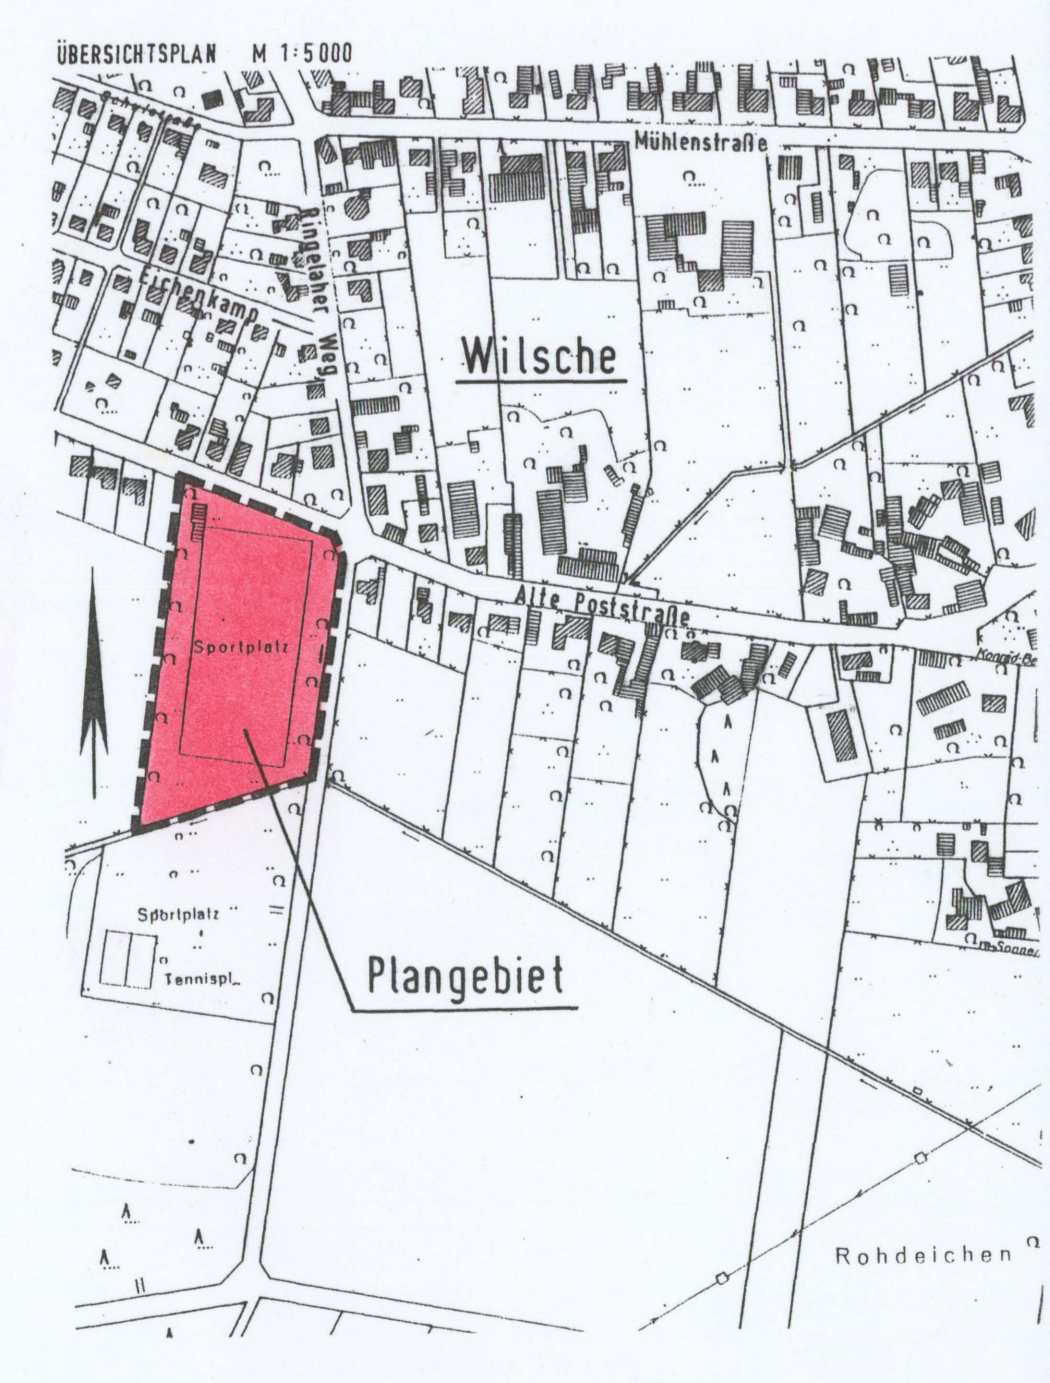 ÜBERSICHTSPLAN M 1:5000
Mühlenstraße
Ringelaher Weg
Eichenkamp
Wilsche
Alte Poststraße
Sportplatz
Sportplatz
Tennispl.
Plangebiet
Rohdeichen